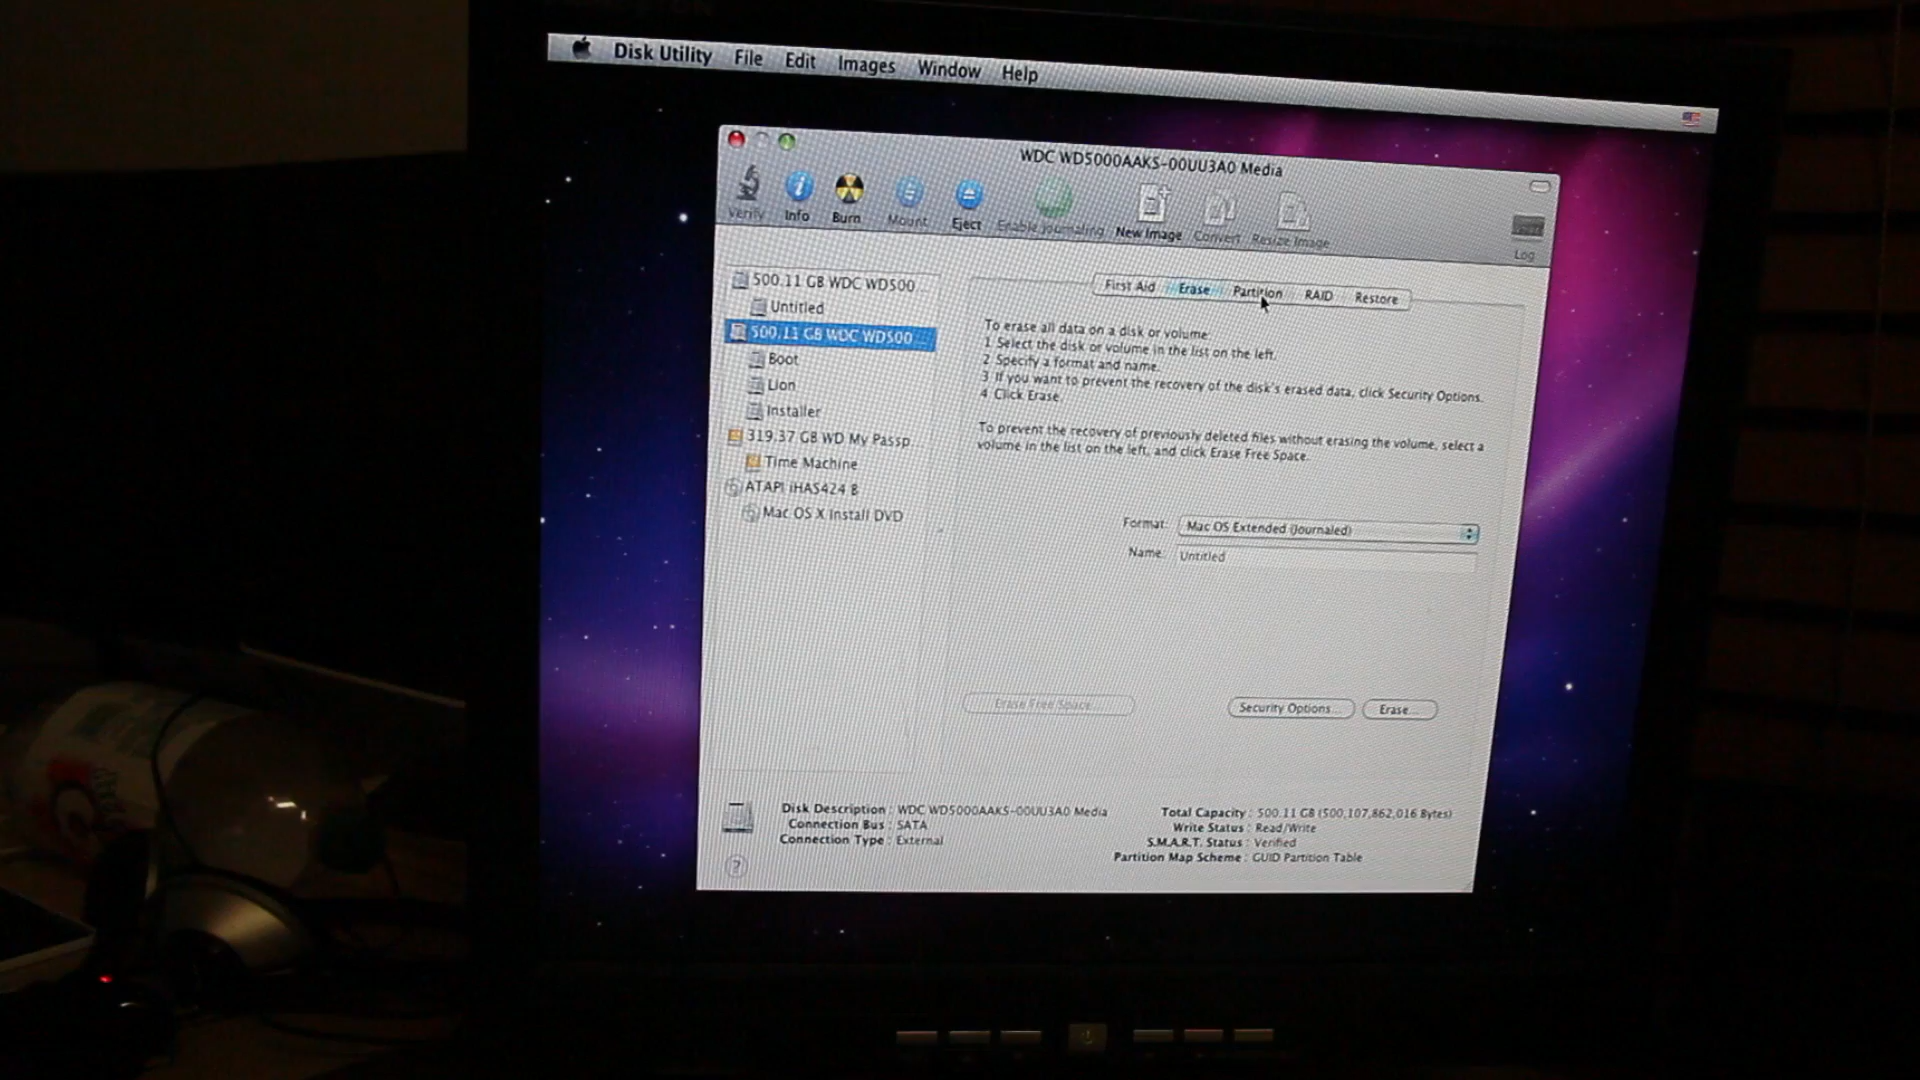 Disk Utility File Edit Images Window Help
WDC WD5000AAKS-00UU3A0 Media
Verify Info Burn Mount Eject Enable Journaling New Image Convert Resize Image
Log
500.11 GB WDC WD500
Untitled
500.11 GB WDC WD500...
Boot
Lion
Installer
319.37 GB WD My Passp
Time Machine
ATAPI iHAS424 B
Mac OS X Install DVD
First Aid Erase Partition RAID Restore
To erase all data on a disk or volume
1 Select the disk or volume in the list on the left.
2 Specify a format and name.
3 If you want to prevent the recovery of the disk's erased data, click Security Options.
4 Click Erase.
To prevent the recovery of previously deleted files without erasing the volume, select a
volume in the list on the left, and click Erase Free Space.
Format: Mac OS Extended (Journaled)
Name: Untitled
Erase Free Space... Security Options... Erase...
Disk Description : WDC WD5000AAKS-00UU3A0 Media
Connection Bus : SATA
Connection Type : External
Total Capacity : 500.11 GB (500,107,862,016 Bytes)
Write Status : Read/Write
S.M.A.R.T. Status : Verified
Partition Map Scheme : GUID Partition Table
?